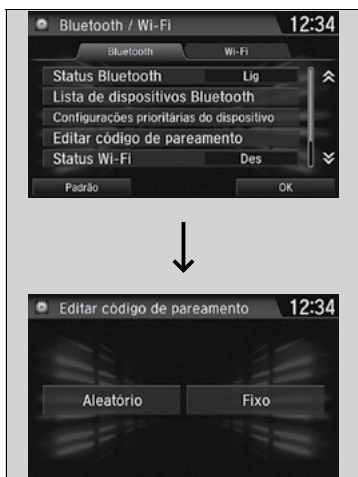 Bluetooth / Wi-Fi 12:34
Bluetooth Wi-Fi
Status Bluetooth Lig
Lista de dispositivos Bluetooth
Configurações prioritárias do dispositivo
Editar código de pareamento
Status Wi-Fi Des
Padrão OK
Editar código de pareamento 12:34
Aleatório Fixo